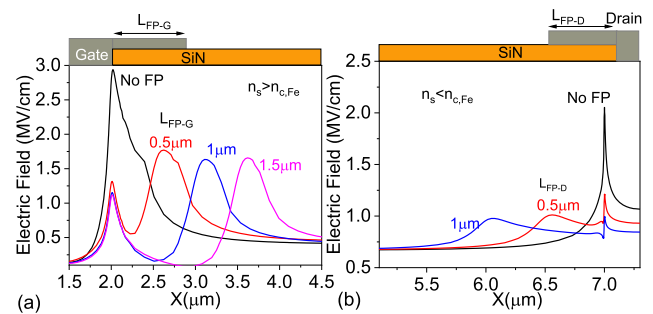 L_FP-G
Gate
SiN
No FP
n_s>n_c,Fe
L_FP-G
0.5μm
1μm
1.5μm
Electric Field (MV/cm)
3.0
2.5
2.0
1.5
1.0
0.5
1.5 2.0 2.5 3.0 3.5 4.0 4.5
X(μm)
(a)
L_FP-D
Drain
SiN
n_s<n_c,Fe
No FP
L_FP-D
0.5μm
1μm
Electric Field (MV/cm)
2.5
2.0
1.5
1.0
0.5
5.5 6.0 6.5 7.0
X(μm)
(b)